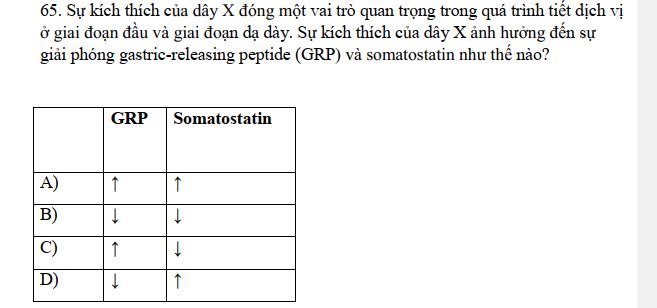 65. Sự kích thích của dây X đóng một vai trò quan trọng trong quá trình tiết dịch vị
ở giai đoạn đầu và giai đoạn dạ dày. Sự kích thích của dây X ảnh hưởng đến sự
giải phóng gastric-releasing peptide (GRP) và somatostatin như thế nào?
GRP Somatostatin
A) ↑ ↑
B) ↓ ↓
C) ↑ ↓
D) ↓ ↑